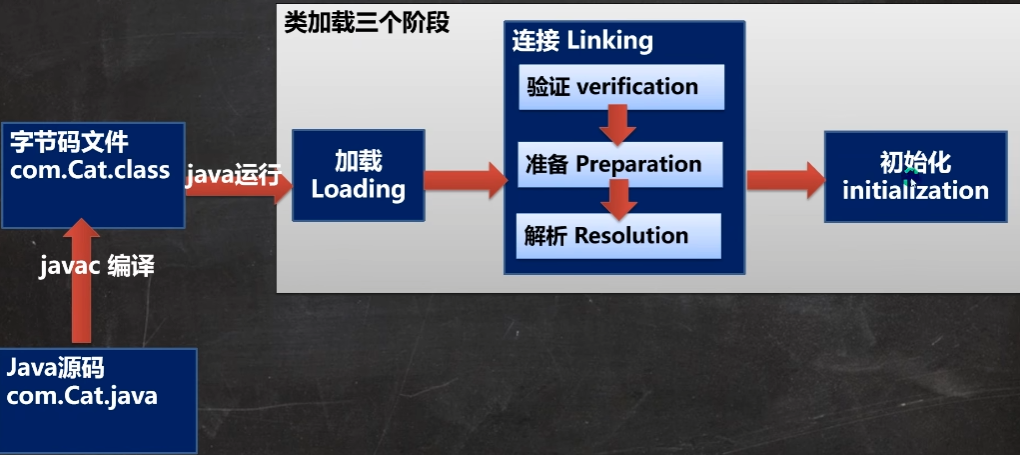 类加载三个阶段
连接 Linking
验证 verification
准备 Preparation
解析 Resolution
字节码文件
com.Cat.class
java运行
加载
Loading
初始化
initialization
javac 编译
Java源码
com.Cat.java